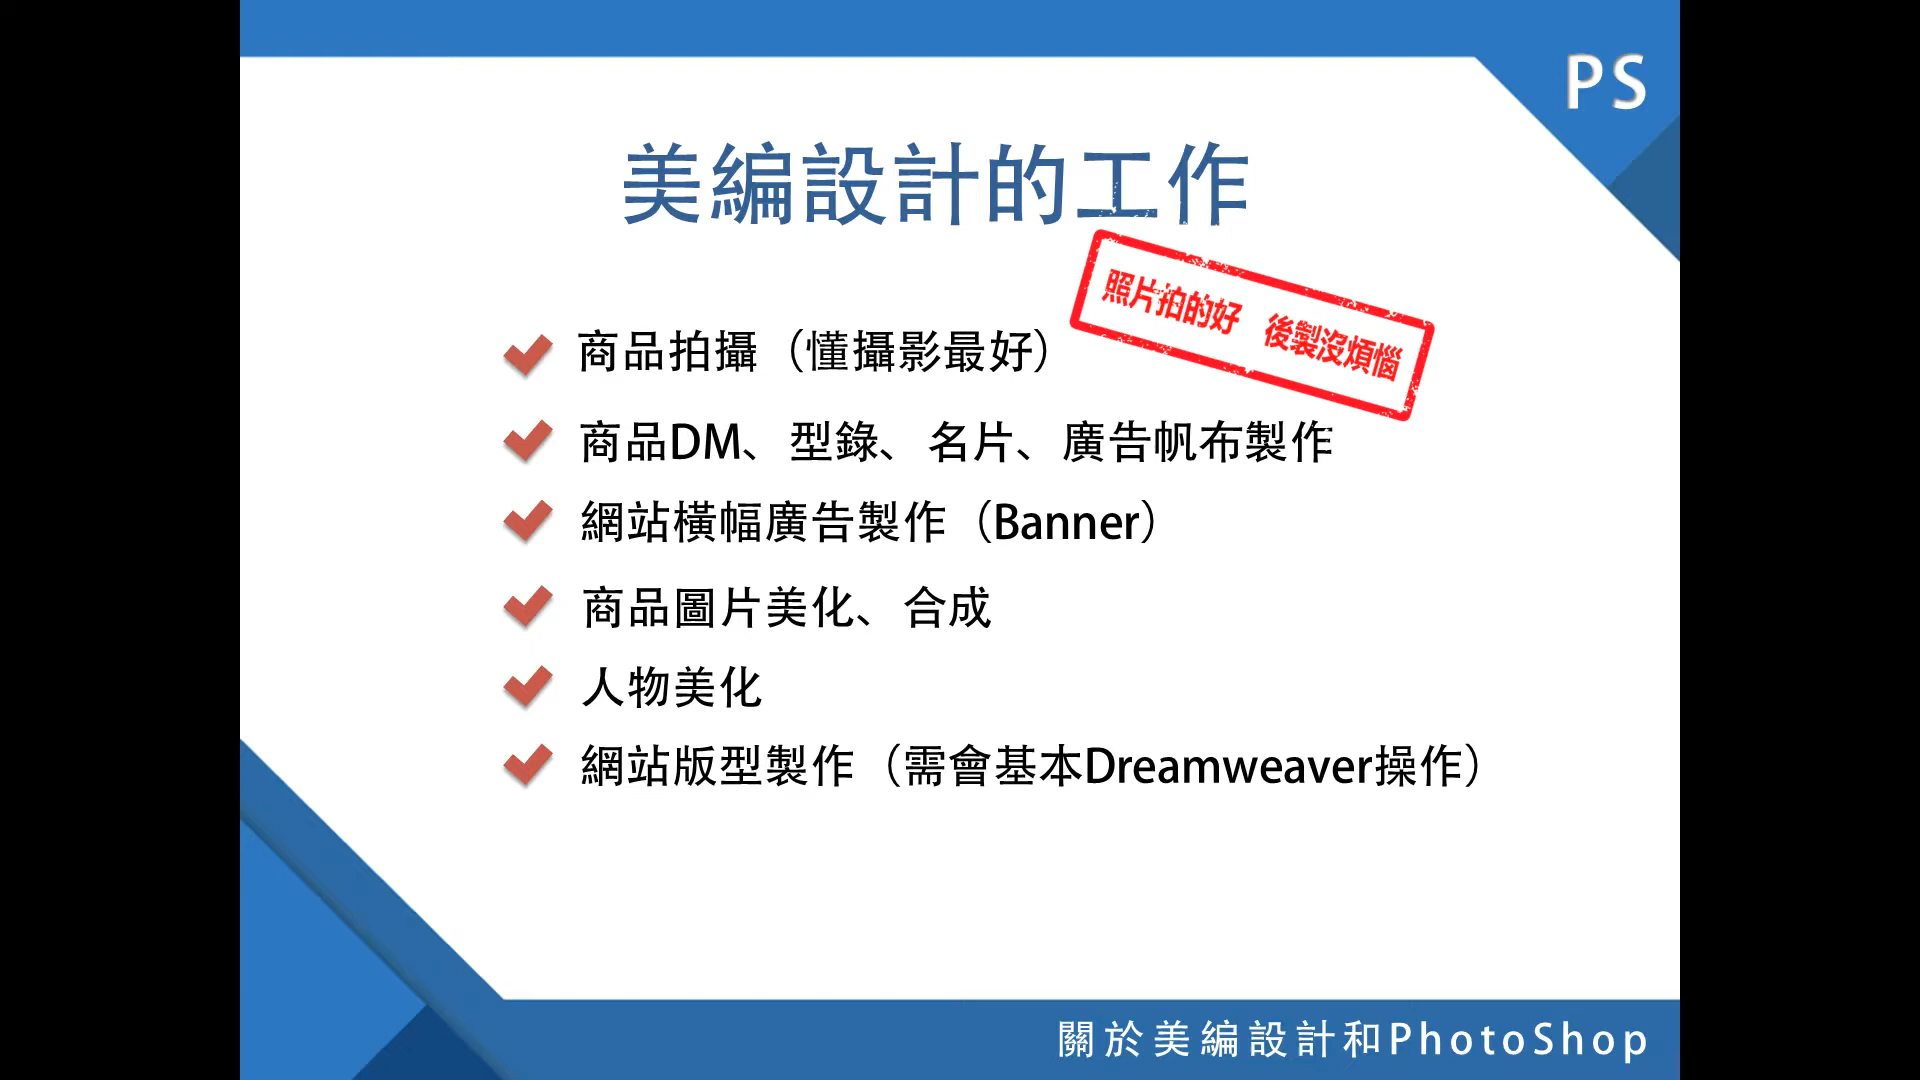 PS
美編設計的工作
照片拍的好　後製沒煩惱
商品拍攝（懂攝影最好）
商品DM、型錄、名片、廣告帆布製作
網站橫幅廣告製作（Banner）
商品圖片美化、合成
人物美化
網站版型製作（需會基本Dreamweaver操作）
關於美編設計和PhotoShop